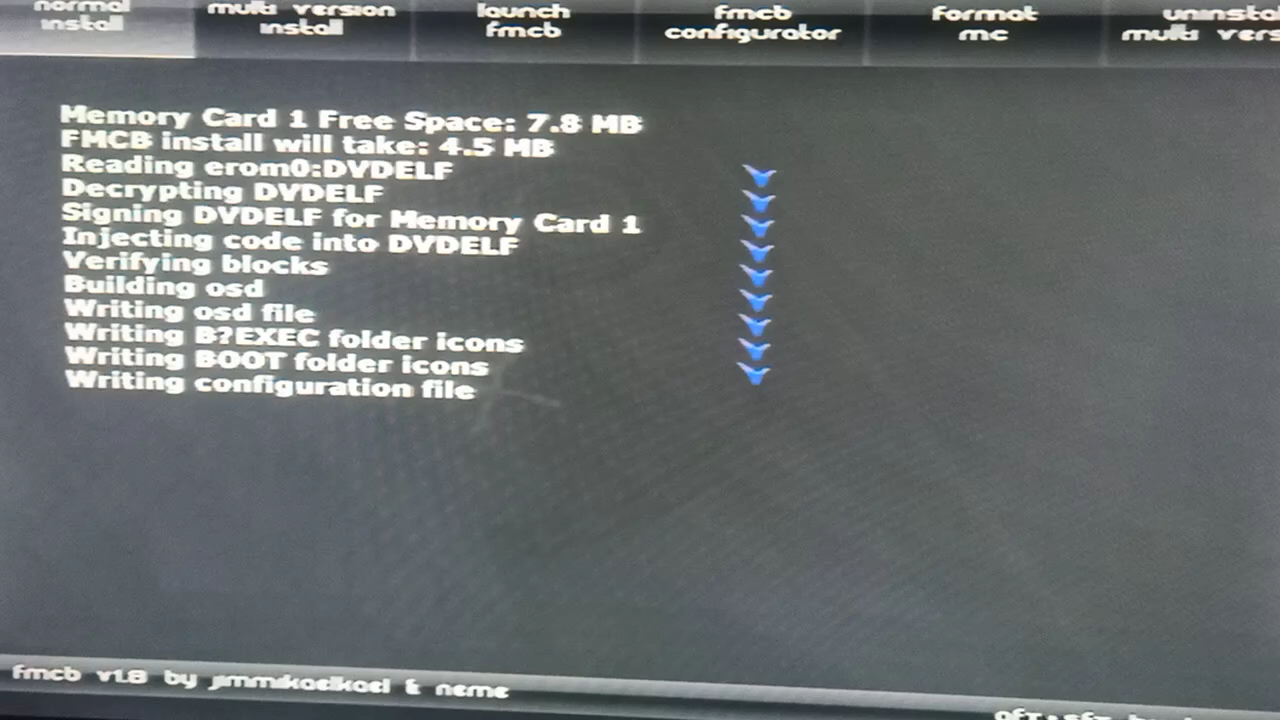 normal
install
multi version
install
launch
fmcb
fmcb
configurator
format
mc
multi
Memory Card 1 Free Space: 7.8 MB
FMCB install will take: 4.5 MB
Reading erom0:DVDELF
Decrypting DVDELF
Signing DVDELF for Memory Card 1
Injecting code into DVDELF
Verifying blocks
Building osd
Writing osd file
Writing B?EXEC folder icons
Writing BOOT folder icons
Writing configuration file
fmcb v1.8 by jimmikaelkael & neme